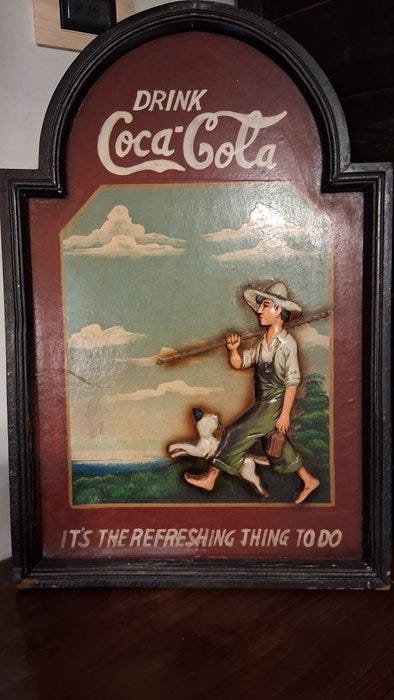 DRINK
Coca-Cola
IT'S THE REFRESHING THING TO DO